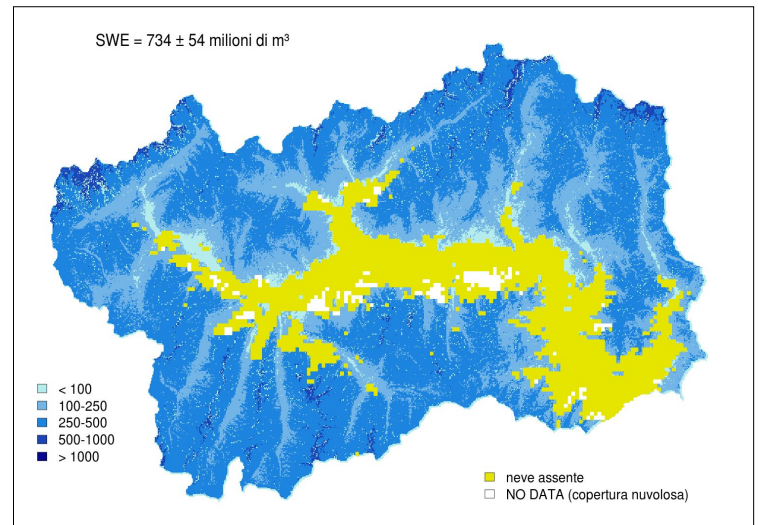 SWE = 734 ± 54 milioni di m³
< 100
100-250
250-500
500-1000
> 1000
neve assente
NO DATA (copertura nuvolosa)